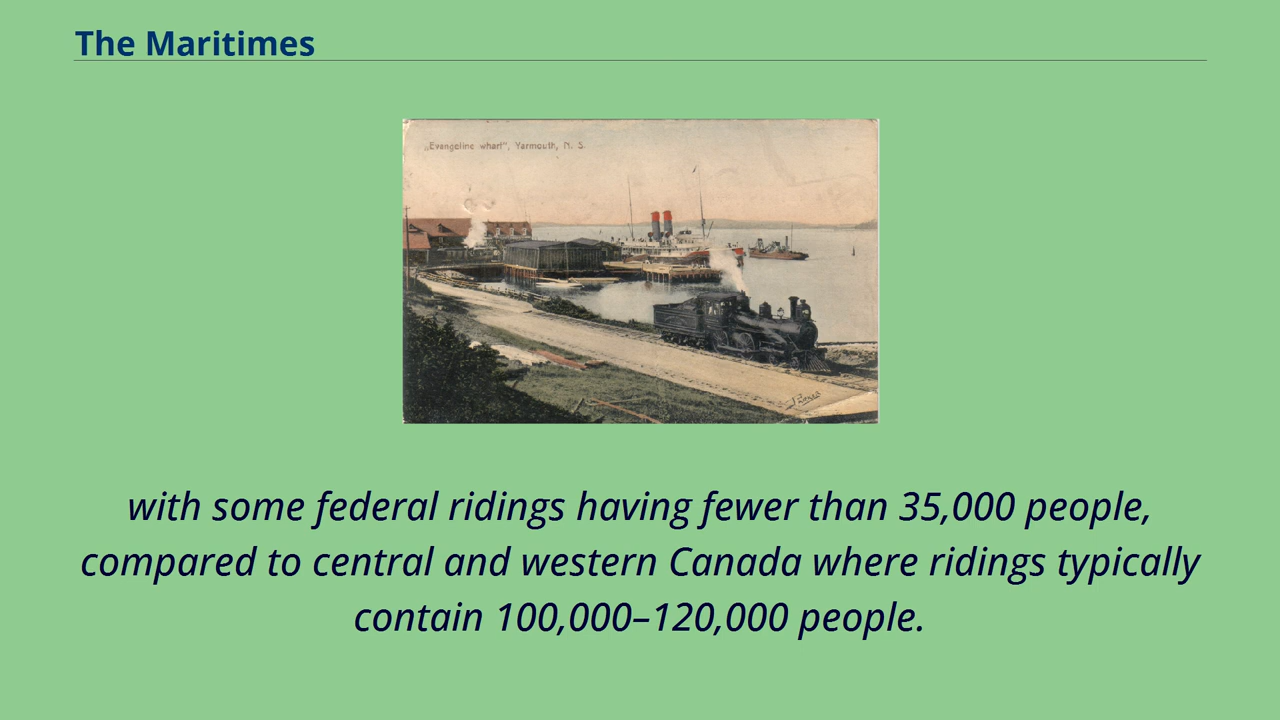 The Maritimes
„Evangeline wharf", Yarmouth, N. S.
with some federal ridings having fewer than 35,000 people,
compared to central and western Canada where ridings typically
contain 100,000–120,000 people.